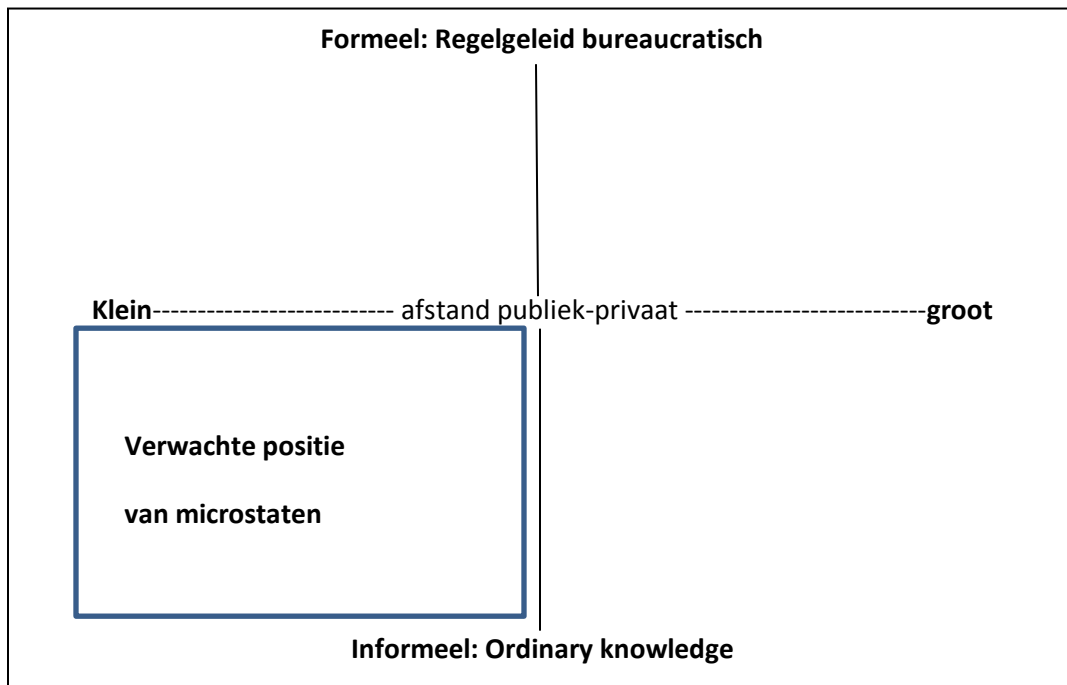 Formeel: Regelgeleid bureaucratisch
Klein--------------------------- afstand publiek-privaat ---------------------------groot
Verwachte positie
van microstaten
Informeel: Ordinary knowledge